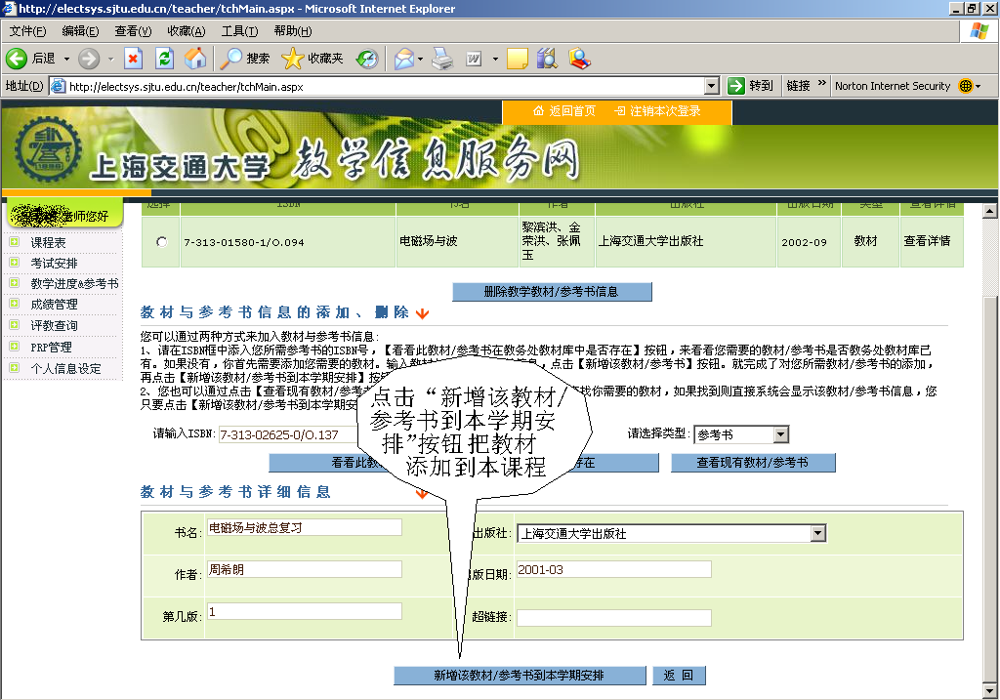 http://electsys.sjtu.edu.cn/teacher/tchMain.aspx - Microsoft Internet Explorer
文件(F) 编辑(E) 查看(V) 收藏(A) 工具(T) 帮助(H)
后退 搜索 收藏夹
地址(D) http://electsys.sjtu.edu.cn/teacher/tchMain.aspx 转到 链接 » Norton Internet Security
返回首页 注销本次登录
上海交通大学 教学信息服务网
师您好
选择 ISBN 书名 作者 出版社 出版日期 类型 查看详情
7-313-01580-1/O.094 电磁场与波 黎滨洪、金荣洪、张佩玉 上海交通大学出版社 2002-09 教材 查看详情
课程表
考试安排
教学进度&参考书
成绩管理
评教查询
PRP管理
个人信息设定
删除教学教材/参考书信息
教材与参考书信息的添加、删除
您可以通过两种方式来加入教材与参考书信息:
1、请在ISBN框中添入您所需参考书的ISBN号，【看看此教材/参考书在教务处教材库中是否存在】按钮，来看看您需要的教材/参考书是否教务处教材库已
有。如果没有，你首先需要添加您需要的教材。输入教材 信息，点击【新增该教材/参考书】按钮。就完成了对您所需教材/参考书的添加，
再点击【新增该教材/参考书到本学期安排】按
2、您也可以通过点击【查看现有教材/参考 找你需要的教材，如果找到则直接系统会显示该教材/参考书信息，您
只要点击【新增该教材/参考书到本学期安
点击“新增该教材/
参考书到本学期安
排”按钮把教材
添加到本课程
请输入ISBN: 7-313-02625-0/O.137 请选择类型: 参考书
看看此教 存在 查看现有教材/参考书
教材与参考书详细信息
书名: 电磁场与波总复习 出版社: 上海交通大学出版社
作者: 周希朗 版日期: 2001-03
第几版: 1 超链接:
新增该教材/参考书到本学期安排 返 回